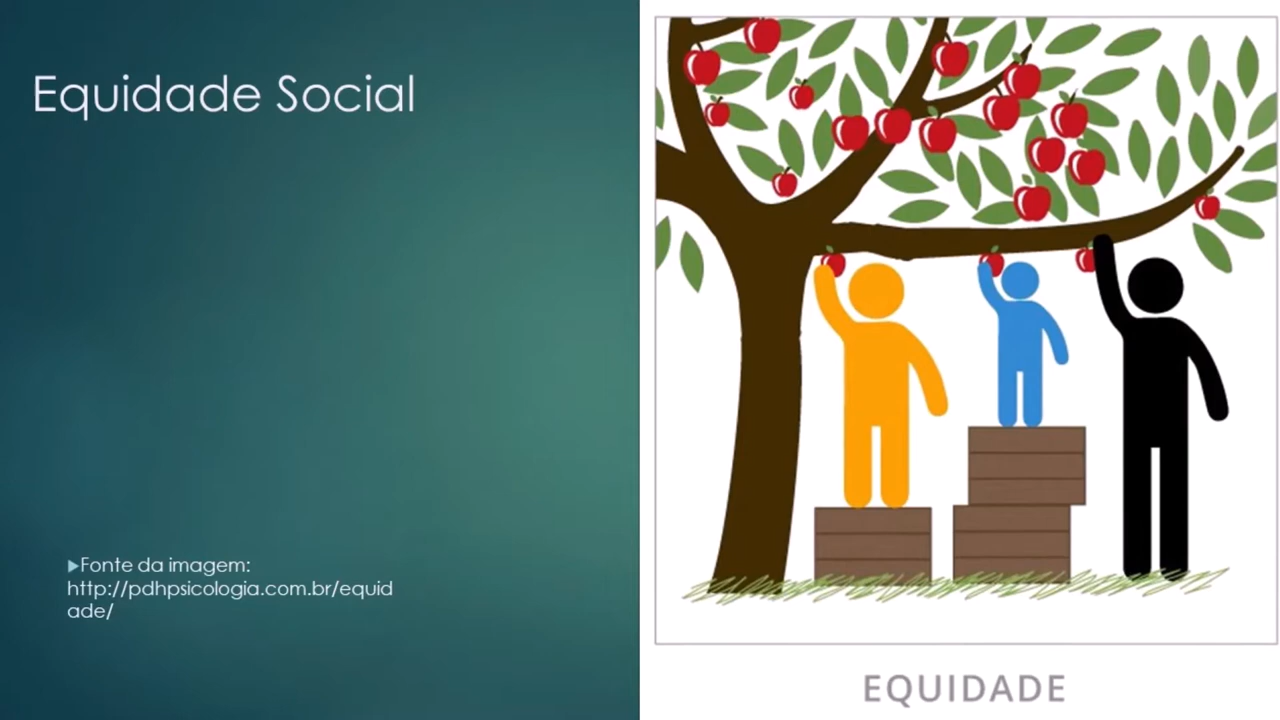 Equidade Social
Fonte da imagem:
http://pdhpsicologia.com.br/equid
ade/
EQUIDADE